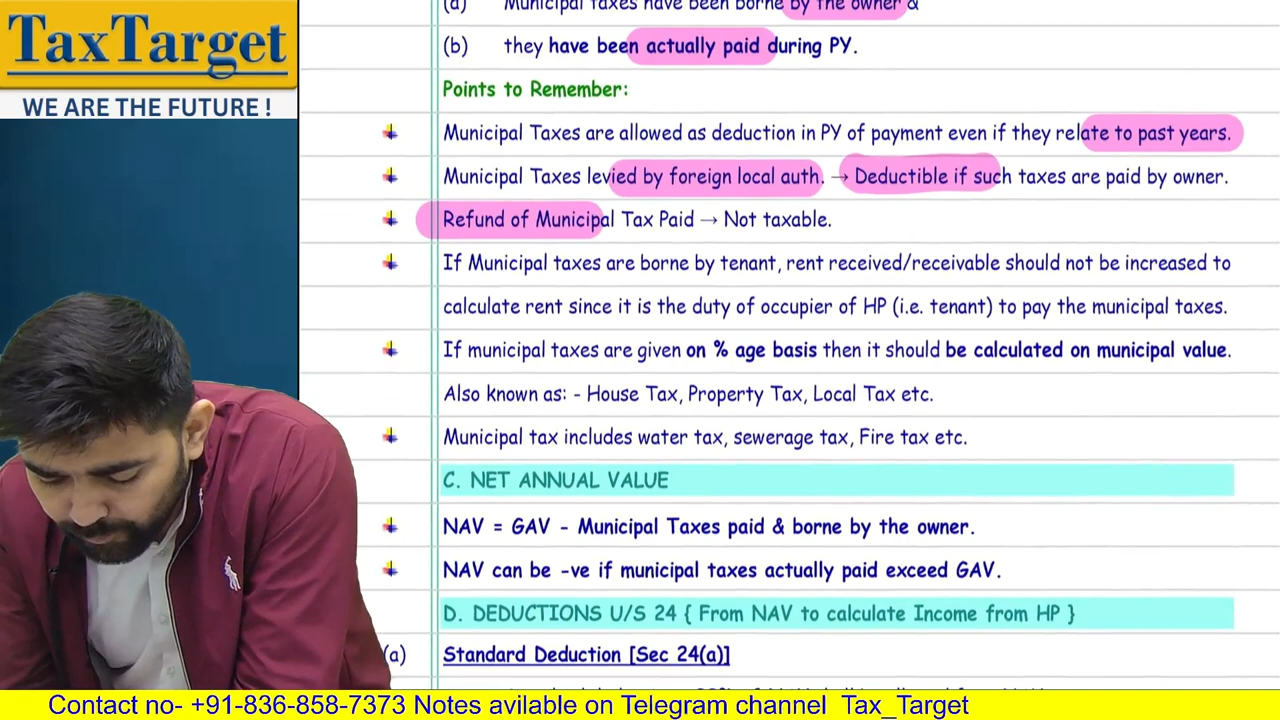 TaxTarget
WE ARE THE FUTURE !
(a) Municipal taxes have been borne by the owner &
(b) they have been actually paid during PY.
Points to Remember:
Municipal Taxes are allowed as deduction in PY of payment even if they relate to past years.
Municipal Taxes levied by foreign local auth. → Deductible if such taxes are paid by owner.
Refund of Municipal Tax Paid → Not taxable.
If Municipal taxes are borne by tenant, rent received/receivable should not be increased to
calculate rent since it is the duty of occupier of HP (i.e. tenant) to pay the municipal taxes.
If municipal taxes are given on % age basis then it should be calculated on municipal value.
Also known as: - House Tax, Property Tax, Local Tax etc.
Municipal tax includes water tax, sewerage tax, Fire tax etc.
C. NET ANNUAL VALUE
NAV = GAV - Municipal Taxes paid & borne by the owner.
NAV can be -ve if municipal taxes actually paid exceed GAV.
D. DEDUCTIONS U/S 24 { From NAV to calculate Income from HP }
(a) Standard Deduction [Sec 24(a)]
Contact no- +91-836-858-7373 Notes avilable on Telegram channel Tax_Target